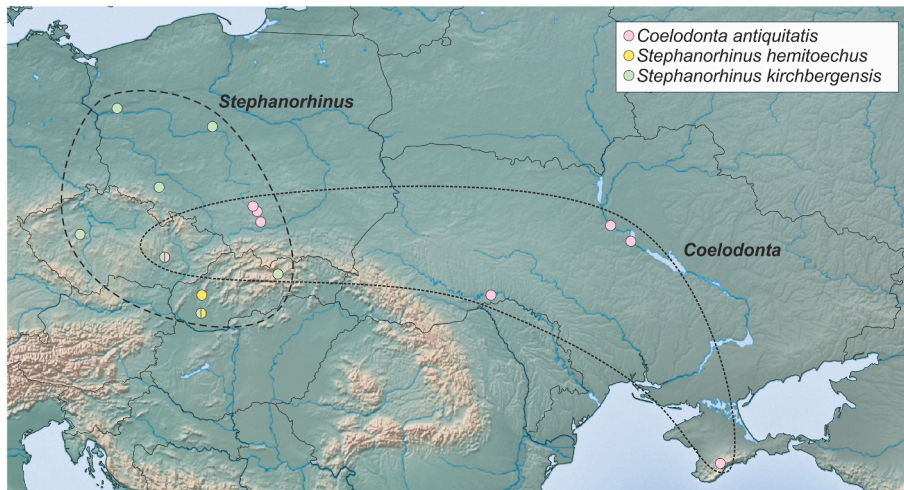 Coelodonta antiquitatis
Stephanorhinus hemitoechus
Stephanorhinus kirchbergensis
Stephanorhinus
Coelodonta